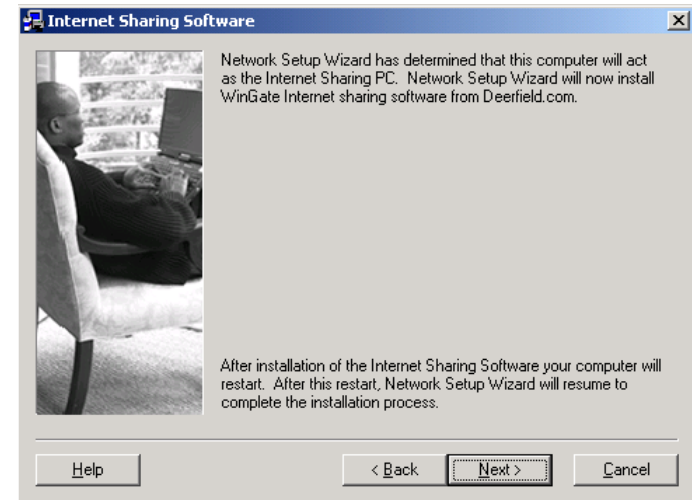 Internet Sharing Software
Network Setup Wizard has determined that this computer will act
as the Internet Sharing PC.  Network Setup Wizard will now install
WinGate Internet sharing software from Deerfield.com.
After installation of the Internet Sharing Software your computer will
restart.  After this restart, Network Setup Wizard will resume to
complete the installation process.
Help
< Back
Next >
Cancel